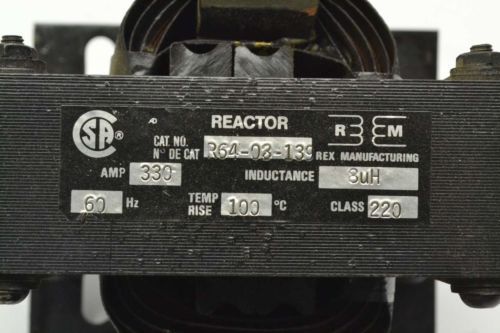 CSA®
REACTOR
R M
CAT. NO. R64-03-139
N° DE CAT
REX MANUFACTURING
AMP 330
INDUCTANCE 8uH
60 Hz
TEMP RISE 100 °C
CLASS 220